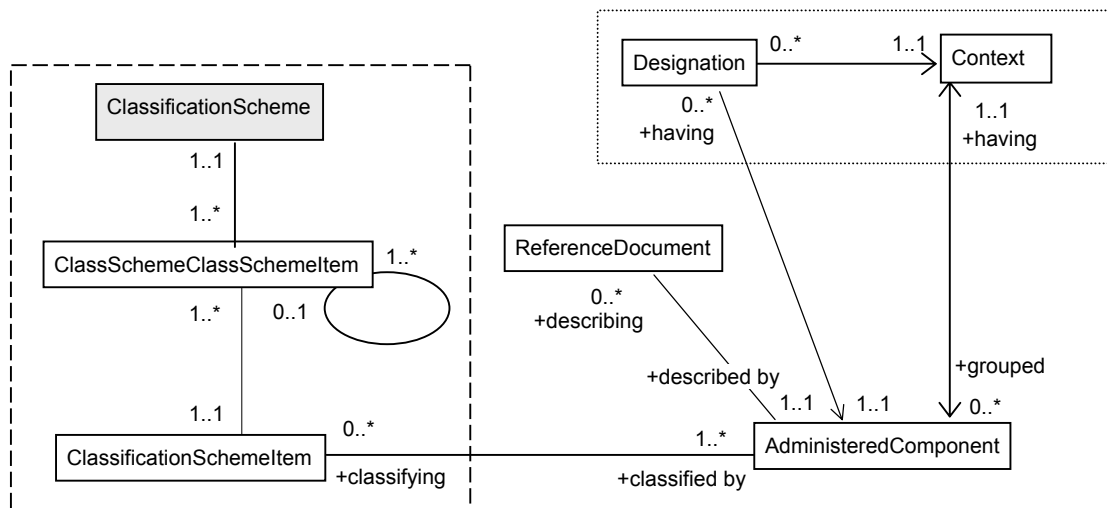 0..*
1..1
Designation
Context
ClassificationScheme
0..*
+having
1..1
+having
1..1
1..*
ReferenceDocument
ClassSchemeClassSchemeItem
1..*
0..*
+describing
1..*
0..1
+described by
+grouped
1..1
1..1
0..*
1..1
0..*
1..*
ClassificationSchemeItem
AdministeredComponent
+classifying
+classified by